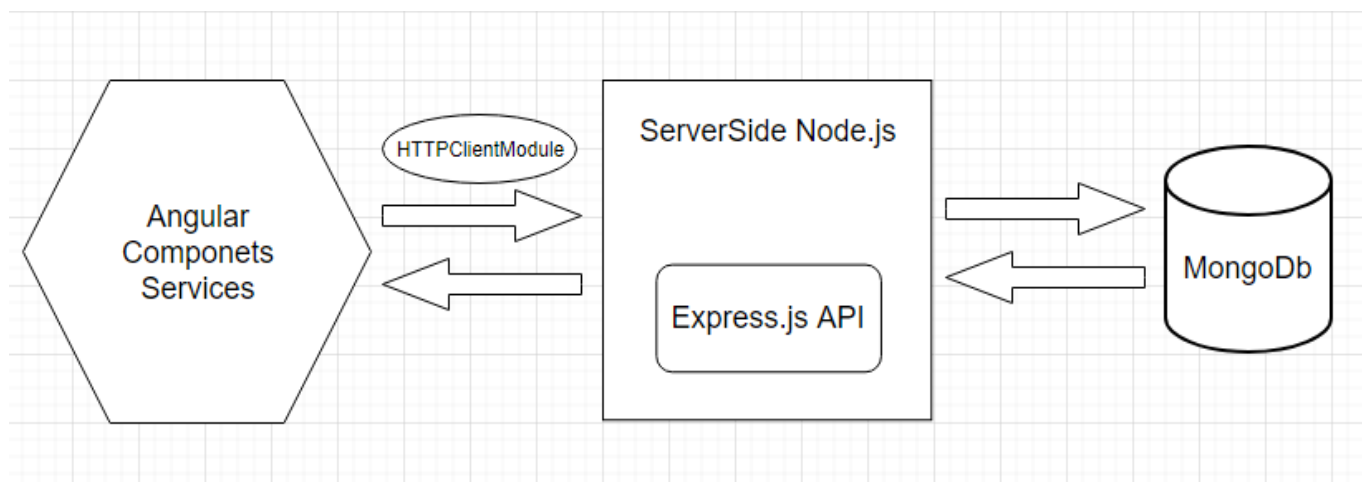 Angular
Componets
Services
HTTPClientModule
ServerSide Node.js
Express.js API
MongoDb